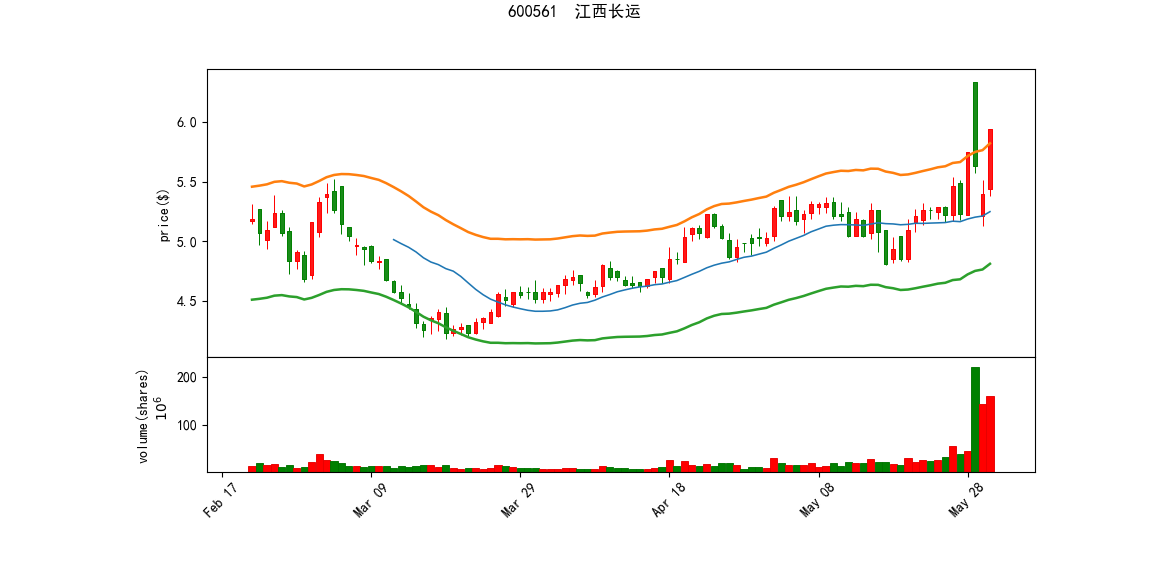 600561 江西长运
price($)
6.0
5.5
5.0
4.5
volume(shares)
10^6
200
100
Feb 17
Mar 09
Mar 29
Apr 18
May 08
May 28